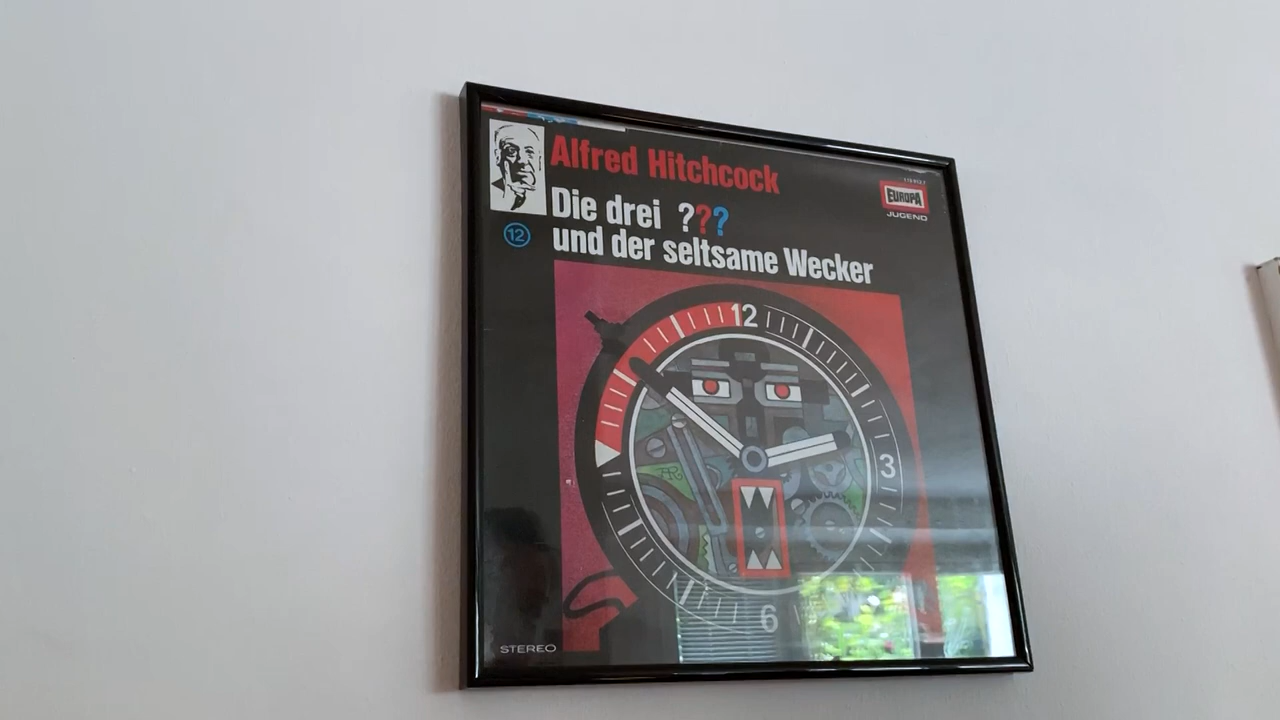 Alfred Hitchcock
EUROPA
JUGEND
Die drei ???
12
und der seltsame Wecker
12
3
6
STEREO